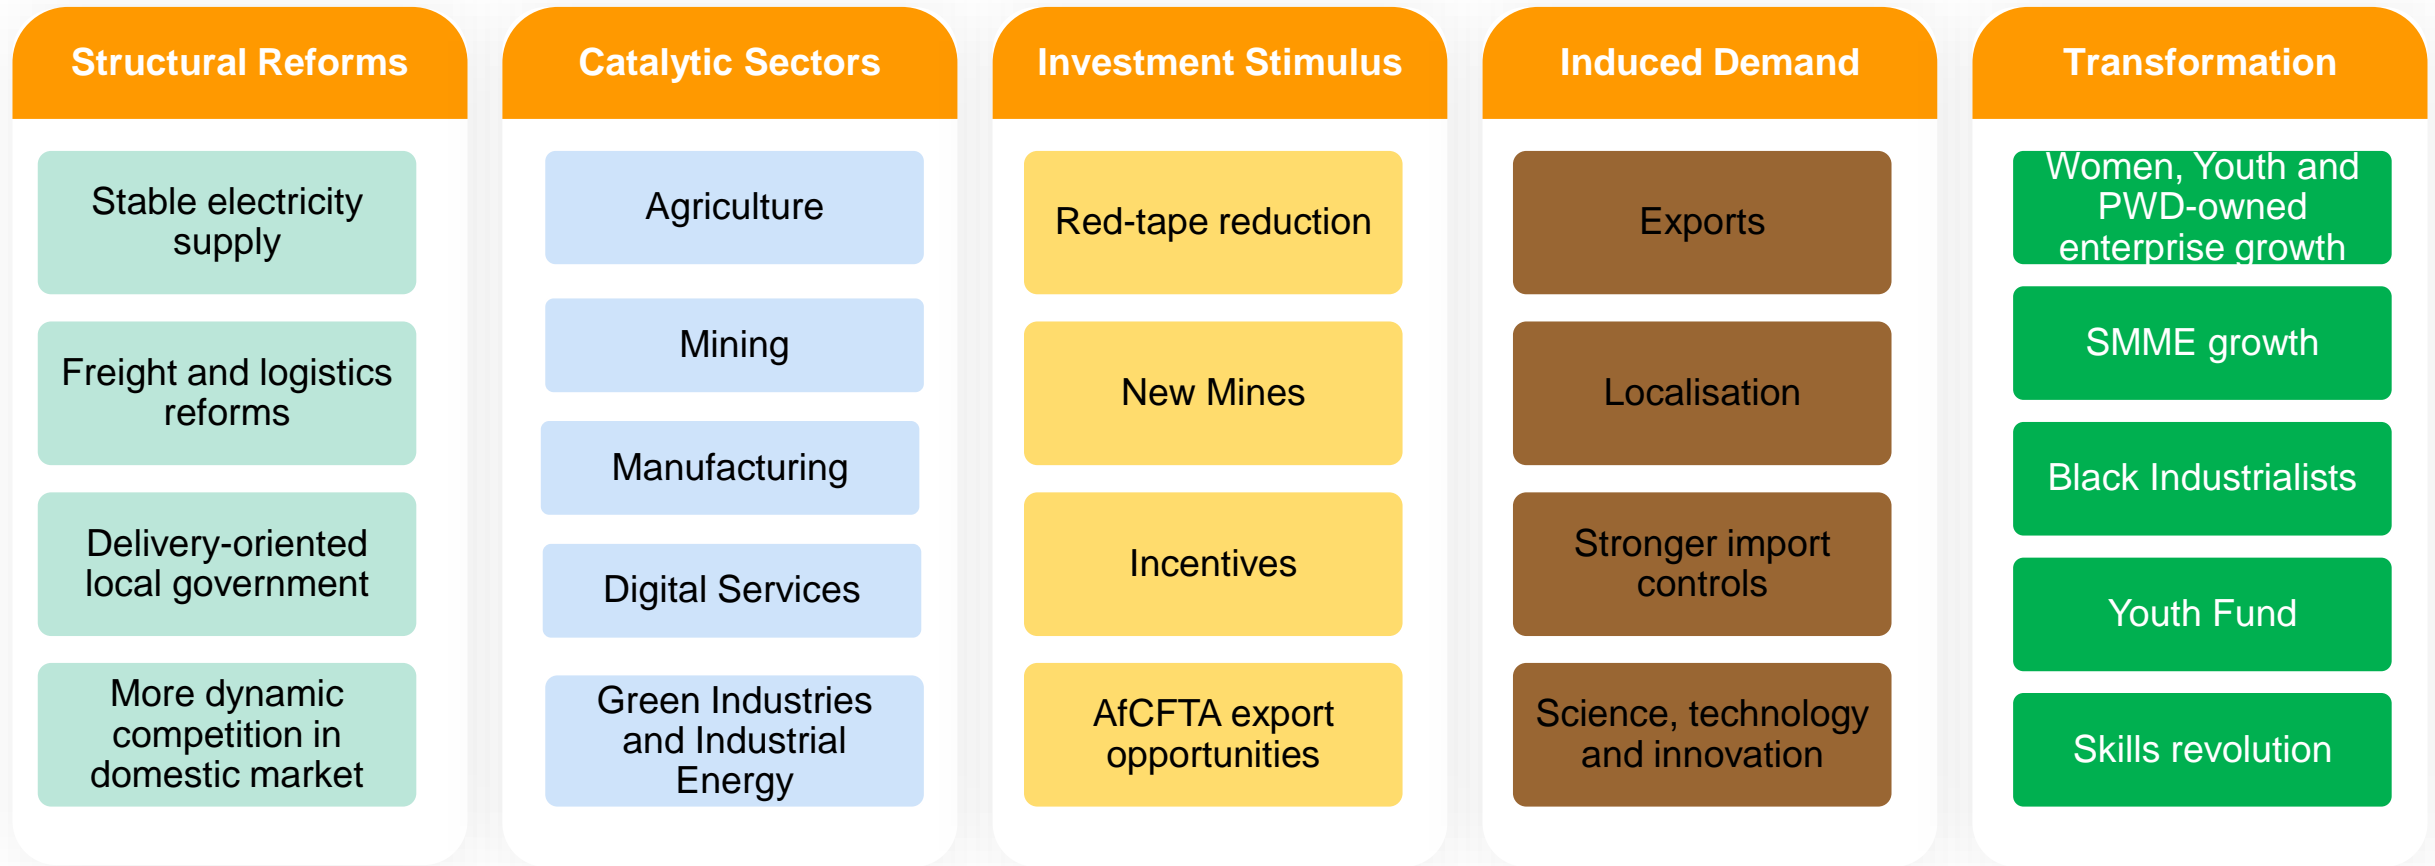 Structural Reforms
Stable electricity
supply
Freight and logistics
reforms
Delivery-oriented
local government
More dynamic
competition in
domestic market
Catalytic Sectors
Agriculture
Mining
Manufacturing
Digital Services
Green Industries
and Industrial
Energy
Investment Stimulus
Red-tape reduction
New Mines
Incentives
AfCFTA export
opportunities
Induced Demand
Exports
Localisation
Stronger import
controls
Science, technology
and innovation
Transformation
Women, Youth and
PWD-owned
enterprise growth
SMME growth
Black Industrialists
Youth Fund
Skills revolution